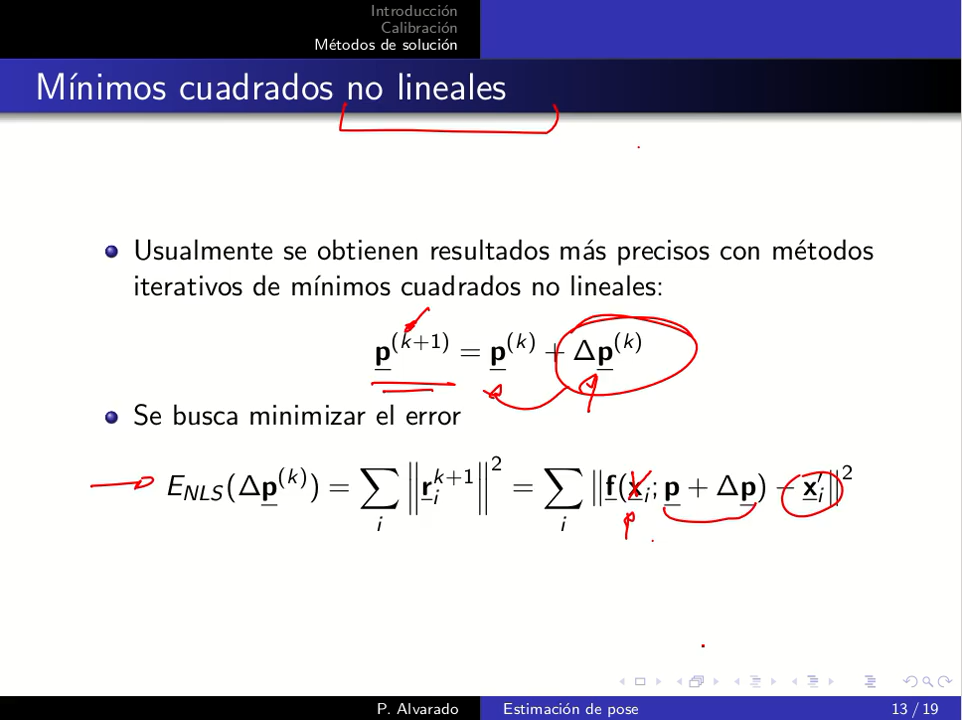 Introducción
Calibración
Métodos de solución
Mínimos cuadrados no lineales
Usualmente se obtienen resultados más precisos con métodos
iterativos de mínimos cuadrados no lineales:
p^(k+1) = p^(k) + Δp^(k)
Se busca minimizar el error
E_NLS(Δp^(k)) = ∑_i ‖r_i^{k+1}‖² = ∑_i ‖f(x_i; p + Δp) − x′_i‖²
P. Alvarado Estimación de pose 13 / 19